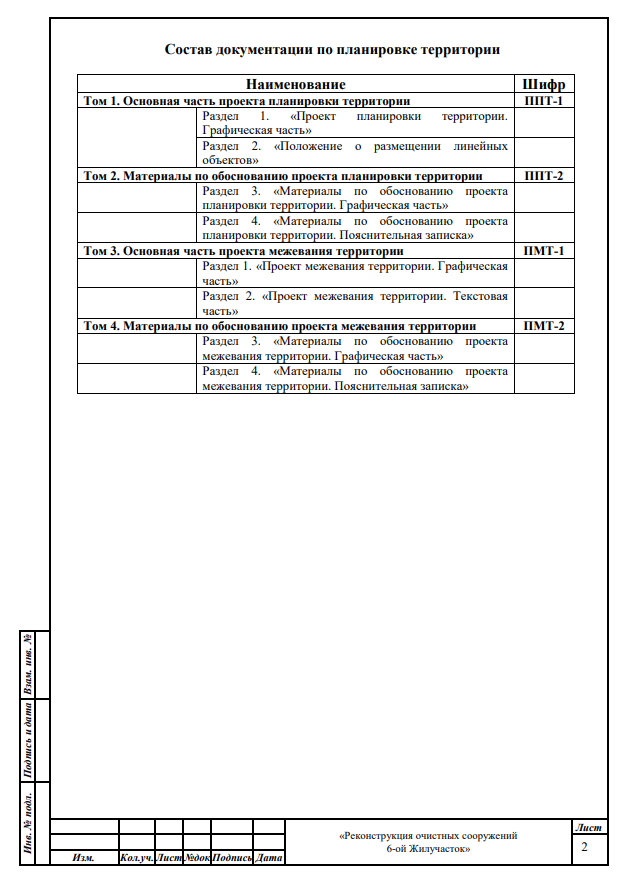 Состав документации по планировке территории
Наименование Шифр
Том 1. Основная часть проекта планировки территории ППТ-1
Раздел 1. «Проект планировки территории.
Графическая часть»
Раздел 2. «Положение о размещении линейных
объектов»
Том 2. Материалы по обоснованию проекта планировки территории ППТ-2
Раздел 3. «Материалы по обоснованию проекта
планировки территории. Графическая часть»
Раздел 4. «Материалы по обоснованию проекта
планировки территории. Пояснительная записка»
Том 3. Основная часть проекта межевания территории ПМТ-1
Раздел 1. «Проект межевания территории. Графическая
часть»
Раздел 2. «Проект межевания территории. Текстовая
часть»
Том 4. Материалы по обоснованию проекта межевания территории ПМТ-2
Раздел 3. «Материалы по обоснованию проекта
межевания территории. Графическая часть»
Раздел 4. «Материалы по обоснованию проекта
межевания территории. Пояснительная записка»
Взам. инв. №
Подпись и дата
Инв. № подл.
Изм. Кол.уч. Лист №док Подпись Дата
«Реконструкция очистных сооружений
6-ой Жилучасток»
Лист
2